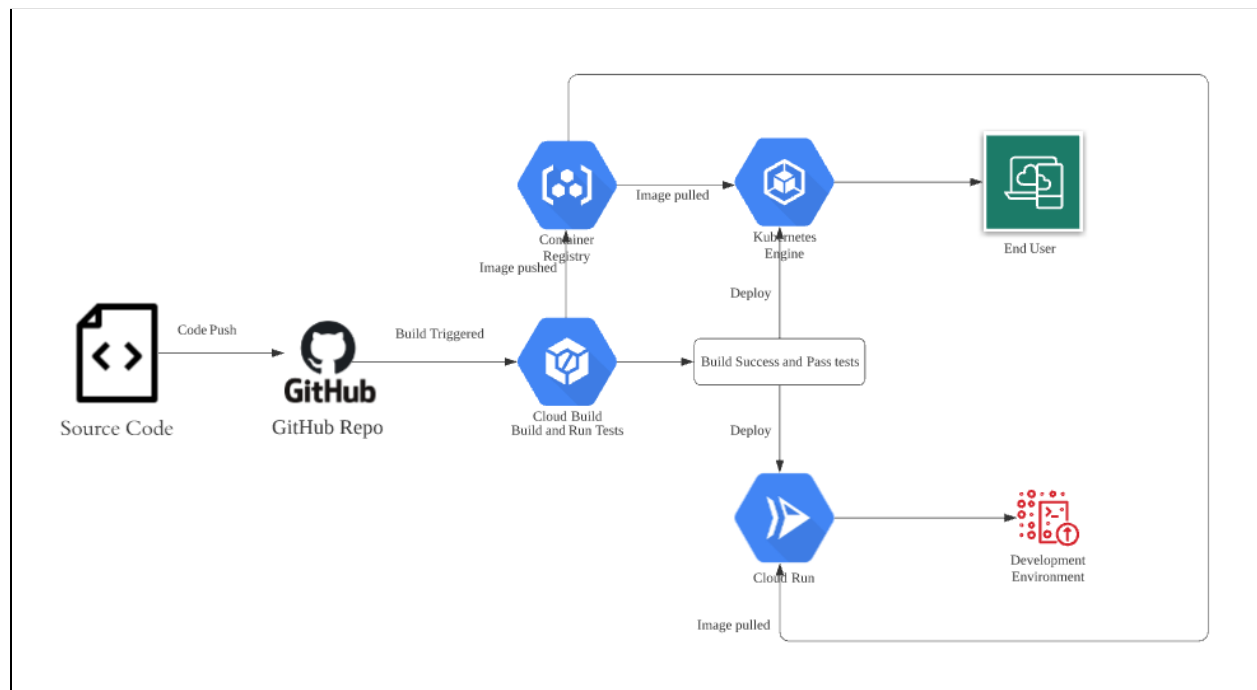 Container
Registry
Image pulled
Kubernetes
Engine
End User
Image pushed
Deploy
Code Push
Build Triggered
GitHub
Source Code
GitHub Repo
Cloud Build
Build and Run Tests
Build Success and Pass tests
Deploy
Cloud Run
Development
Environment
Image pulled